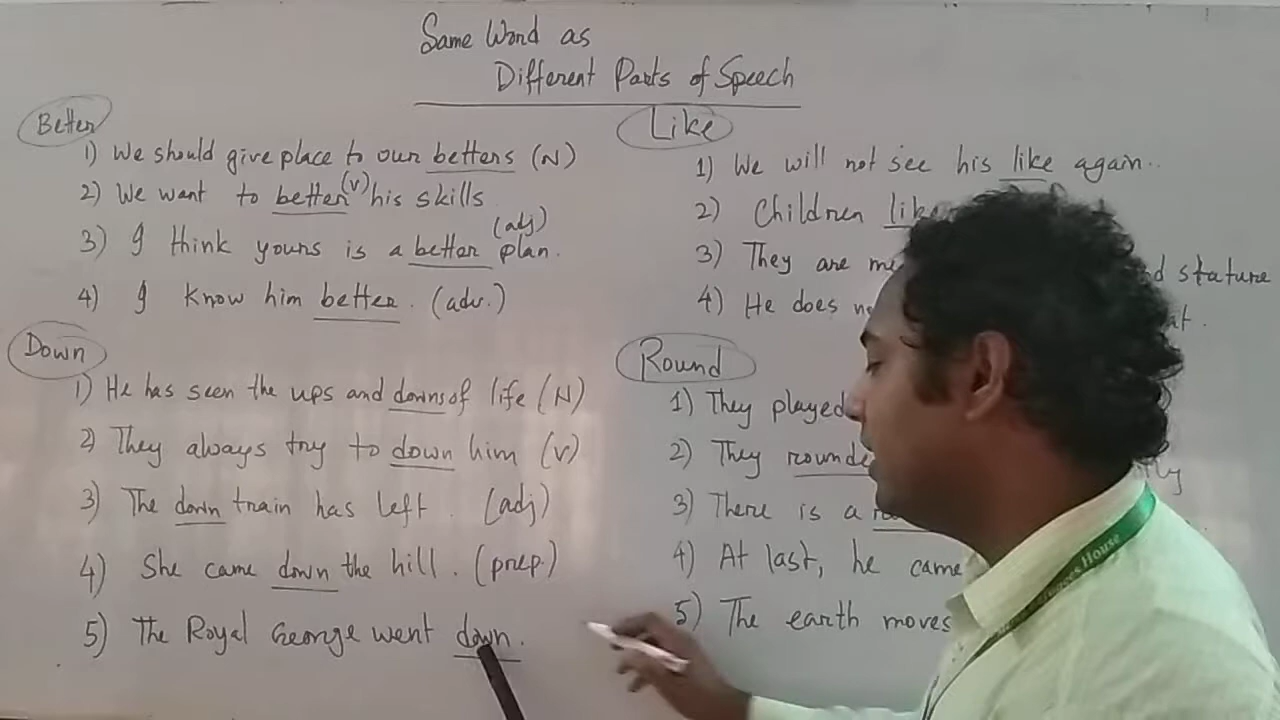 Same Word as
Different Parts of Speech
Better
1) We should give place to our betters (N)
2) We want to better (v) his skills
3) I think yours is a better (adj) plan.
4) I know him better. (adv.)
Down
1) He has seen the ups and downs of life (N)
2) They always try to down him (v)
3) The down train has left. (adj)
4) She came down the hill. (prep.)
5) The Royal George went down.
Like
1) We will not see his like again..
2) Children
3) They are stature
4) He does
Round
1) They played
2) They
3) There is a
4) At last, he came
5) The earth moves
House